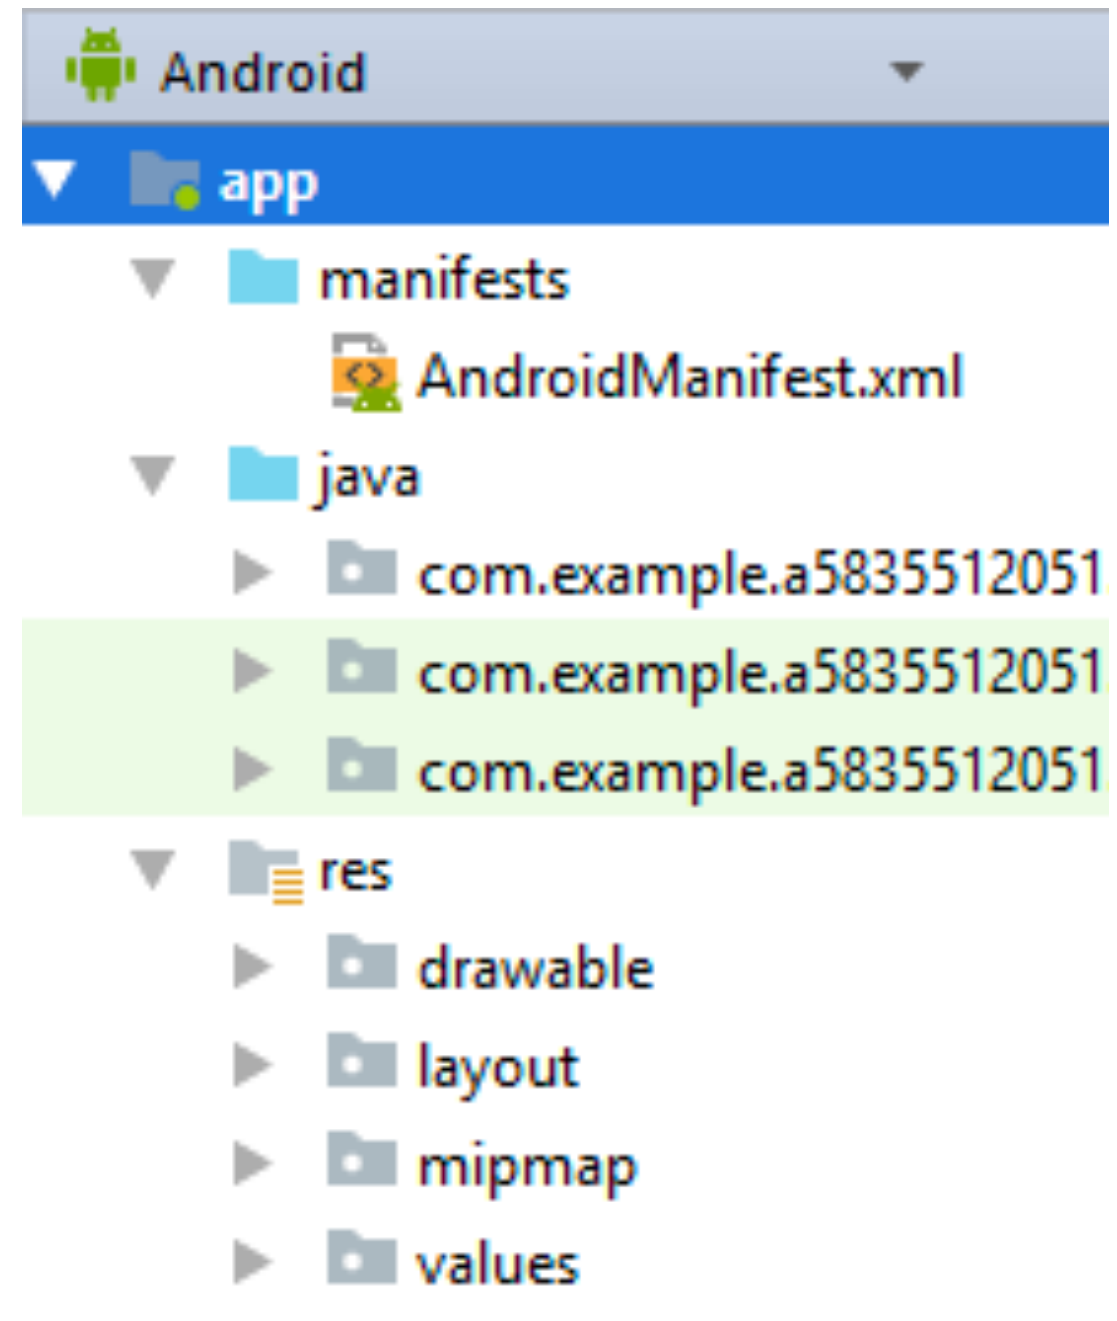 Android
app
manifests
AndroidManifest.xml
java
com.example.a5835512051.
com.example.a5835512051.
com.example.a5835512051.
res
drawable
layout
mipmap
values